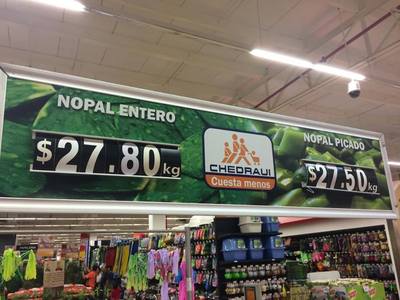 NOPAL ENTERO
$27.80 kg
CHEDRAUI
Cuesta menos
NOPAL PICADO
$27.50 kg